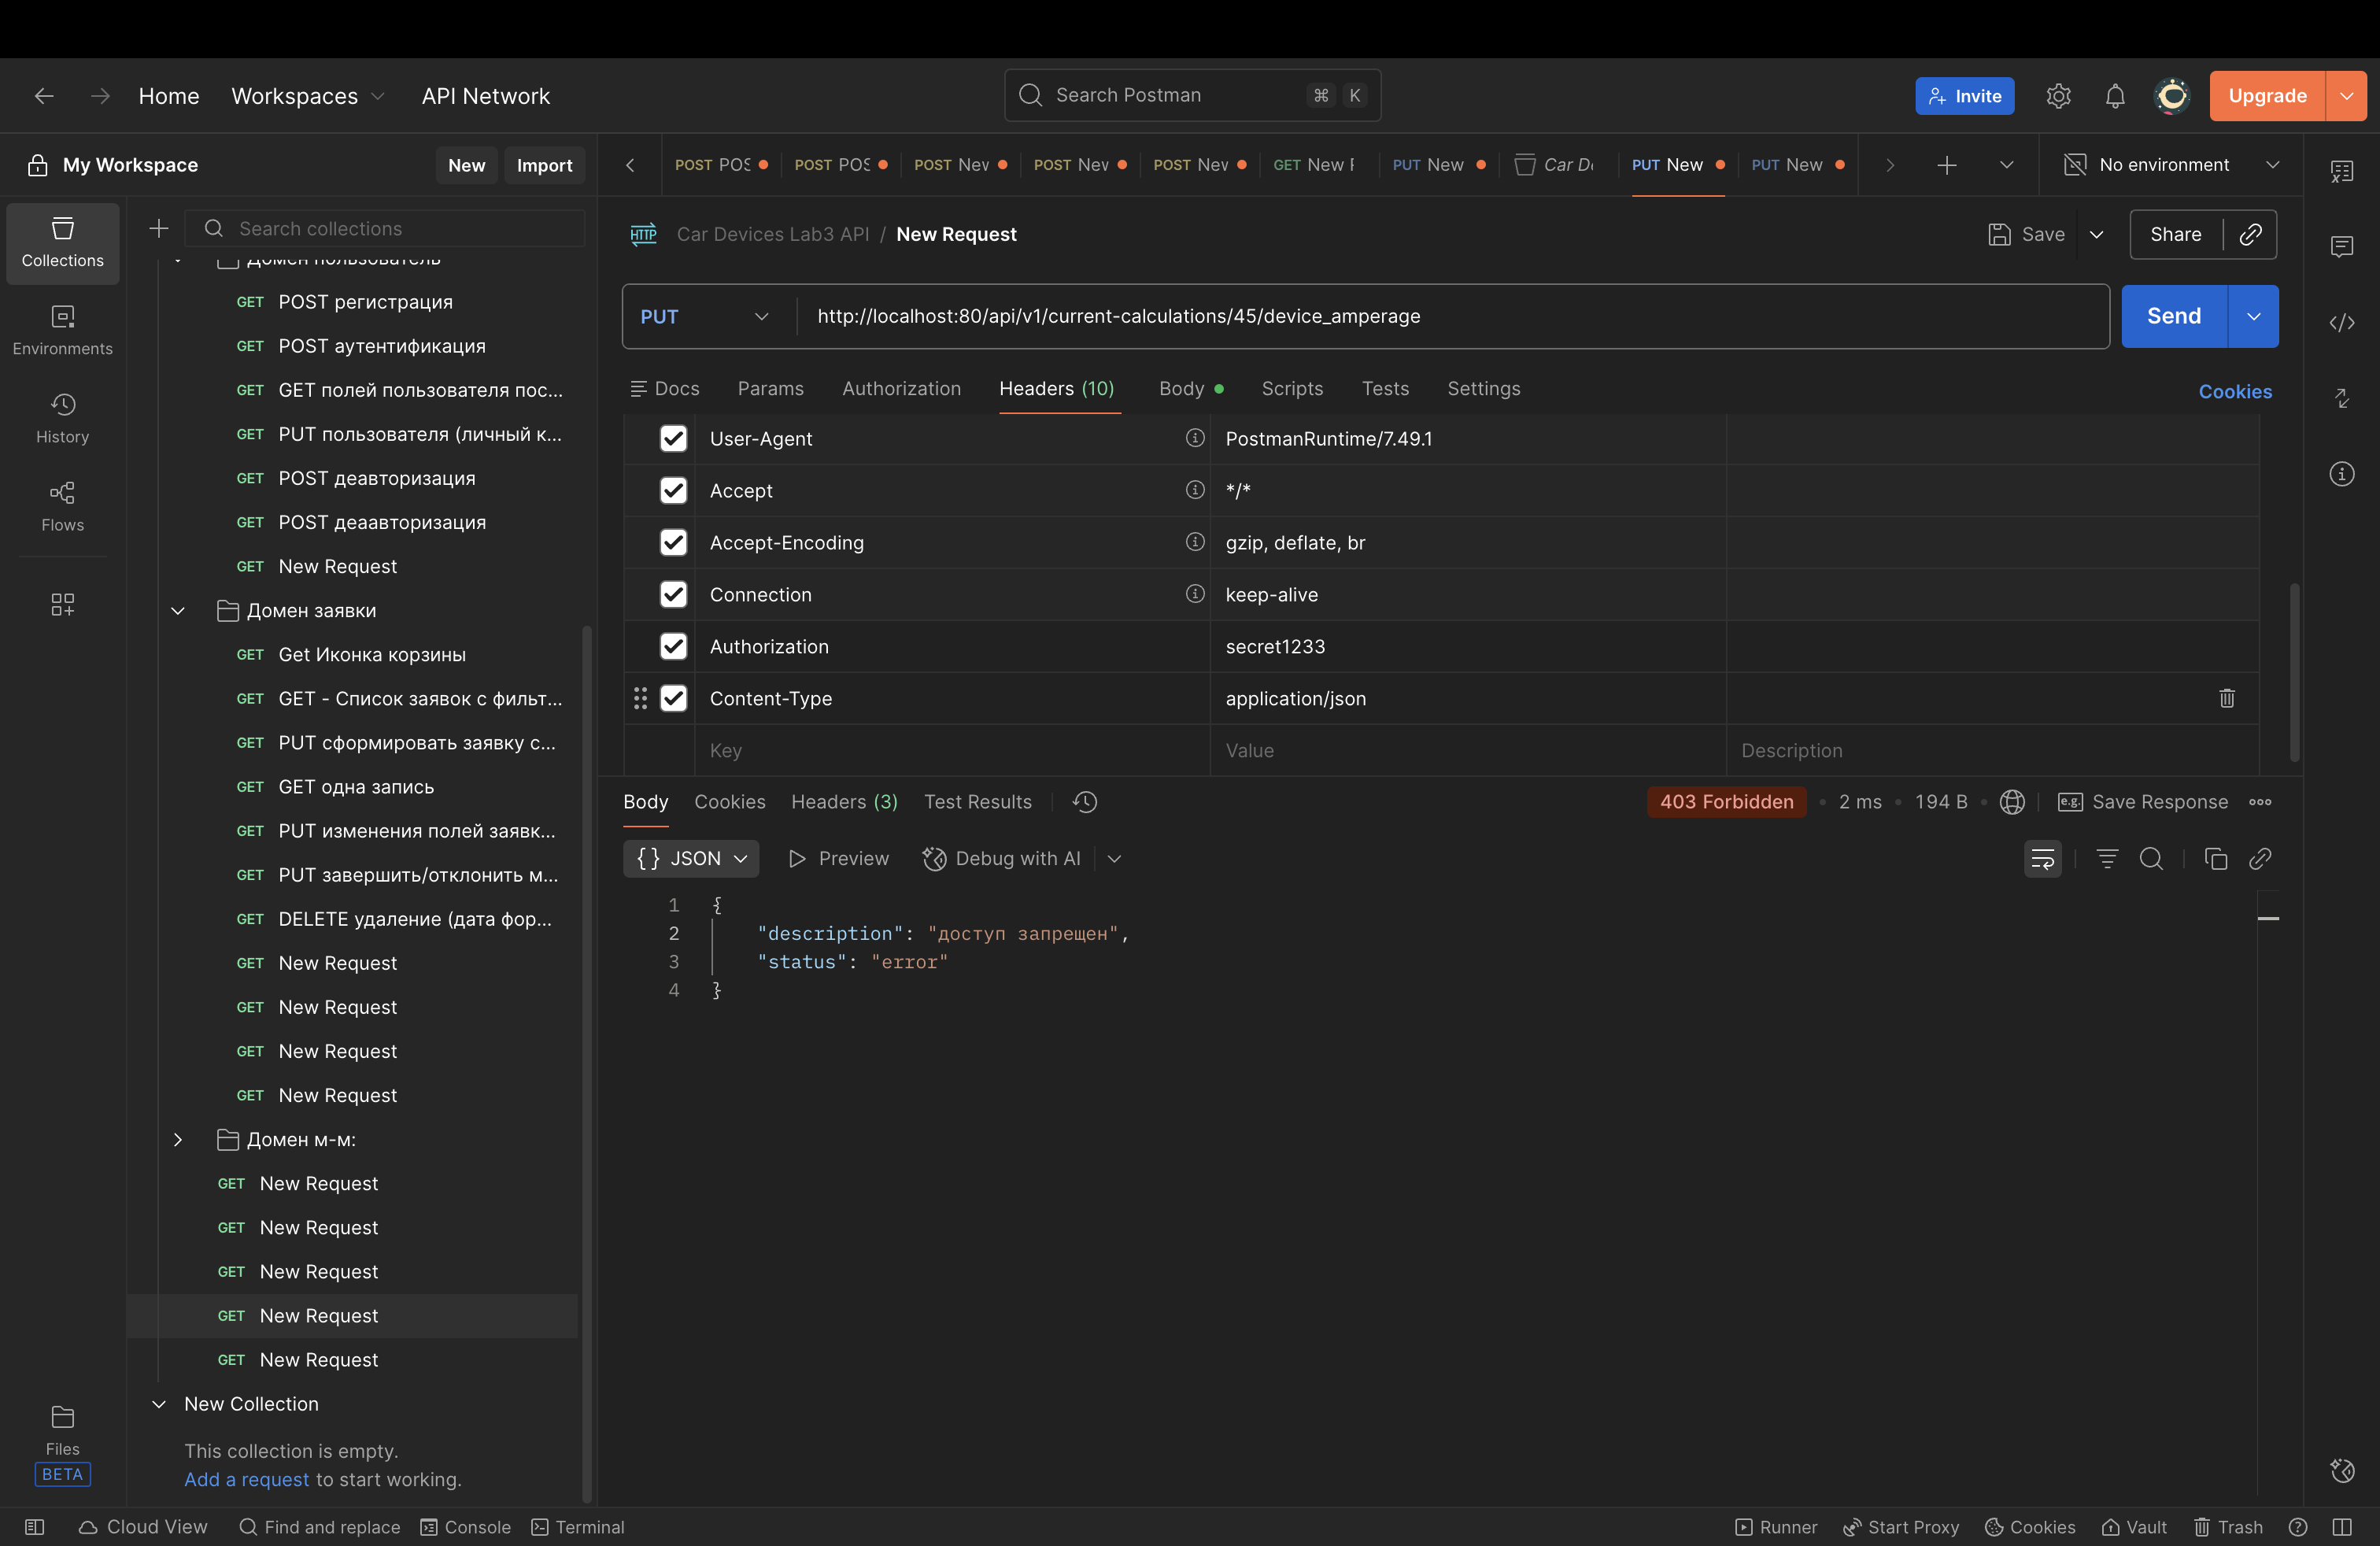 Home Workspaces API Network
Search Postman ⌘ K
Invite
Upgrade
My Workspace
New Import
POST POS POST POS POST Nev POST Nev POST Nev GET New F PUT New Car De PUT New PUT New
No environment
Collections
Environments
History
Flows
Files
BETA
Search collections
Домен пользователь
GET POST регистрация
GET POST аутентификация
GET GET полей пользователя пос...
GET PUT пользователя (личный к...
GET POST деавторизация
GET POST деаавторизация
GET New Request
Домен заявки
GET Get Иконка корзины
GET GET - Список заявок с фильт...
GET PUT сформировать заявку с...
GET GET одна запись
GET PUT изменения полей заявк...
GET PUT завершить/отклонить м...
GET DELETE удаление (дата фор...
GET New Request
GET New Request
GET New Request
GET New Request
Домен м-м:
GET New Request
GET New Request
GET New Request
GET New Request
GET New Request
New Collection
This collection is empty.
Add a request to start working.
HTTP Car Devices Lab3 API / New Request
Save Share
PUT http://localhost:80/api/v1/current-calculations/45/device_amperage
Send
Docs Params Authorization Headers (10) Body Scripts Tests Settings
Cookies
User-Agent PostmanRuntime/7.49.1
Accept */*
Accept-Encoding gzip, deflate, br
Connection keep-alive
Authorization secret1233
Content-Type application/json
Key Value Description
Body Cookies Headers (3) Test Results
403 Forbidden 2 ms 194 B e.g. Save Response
{} JSON Preview Debug with AI
1 {
2 "description": "доступ запрещен",
3 "status": "error"
4 }
Cloud View Find and replace Console Terminal
Runner Start Proxy Cookies Vault Trash